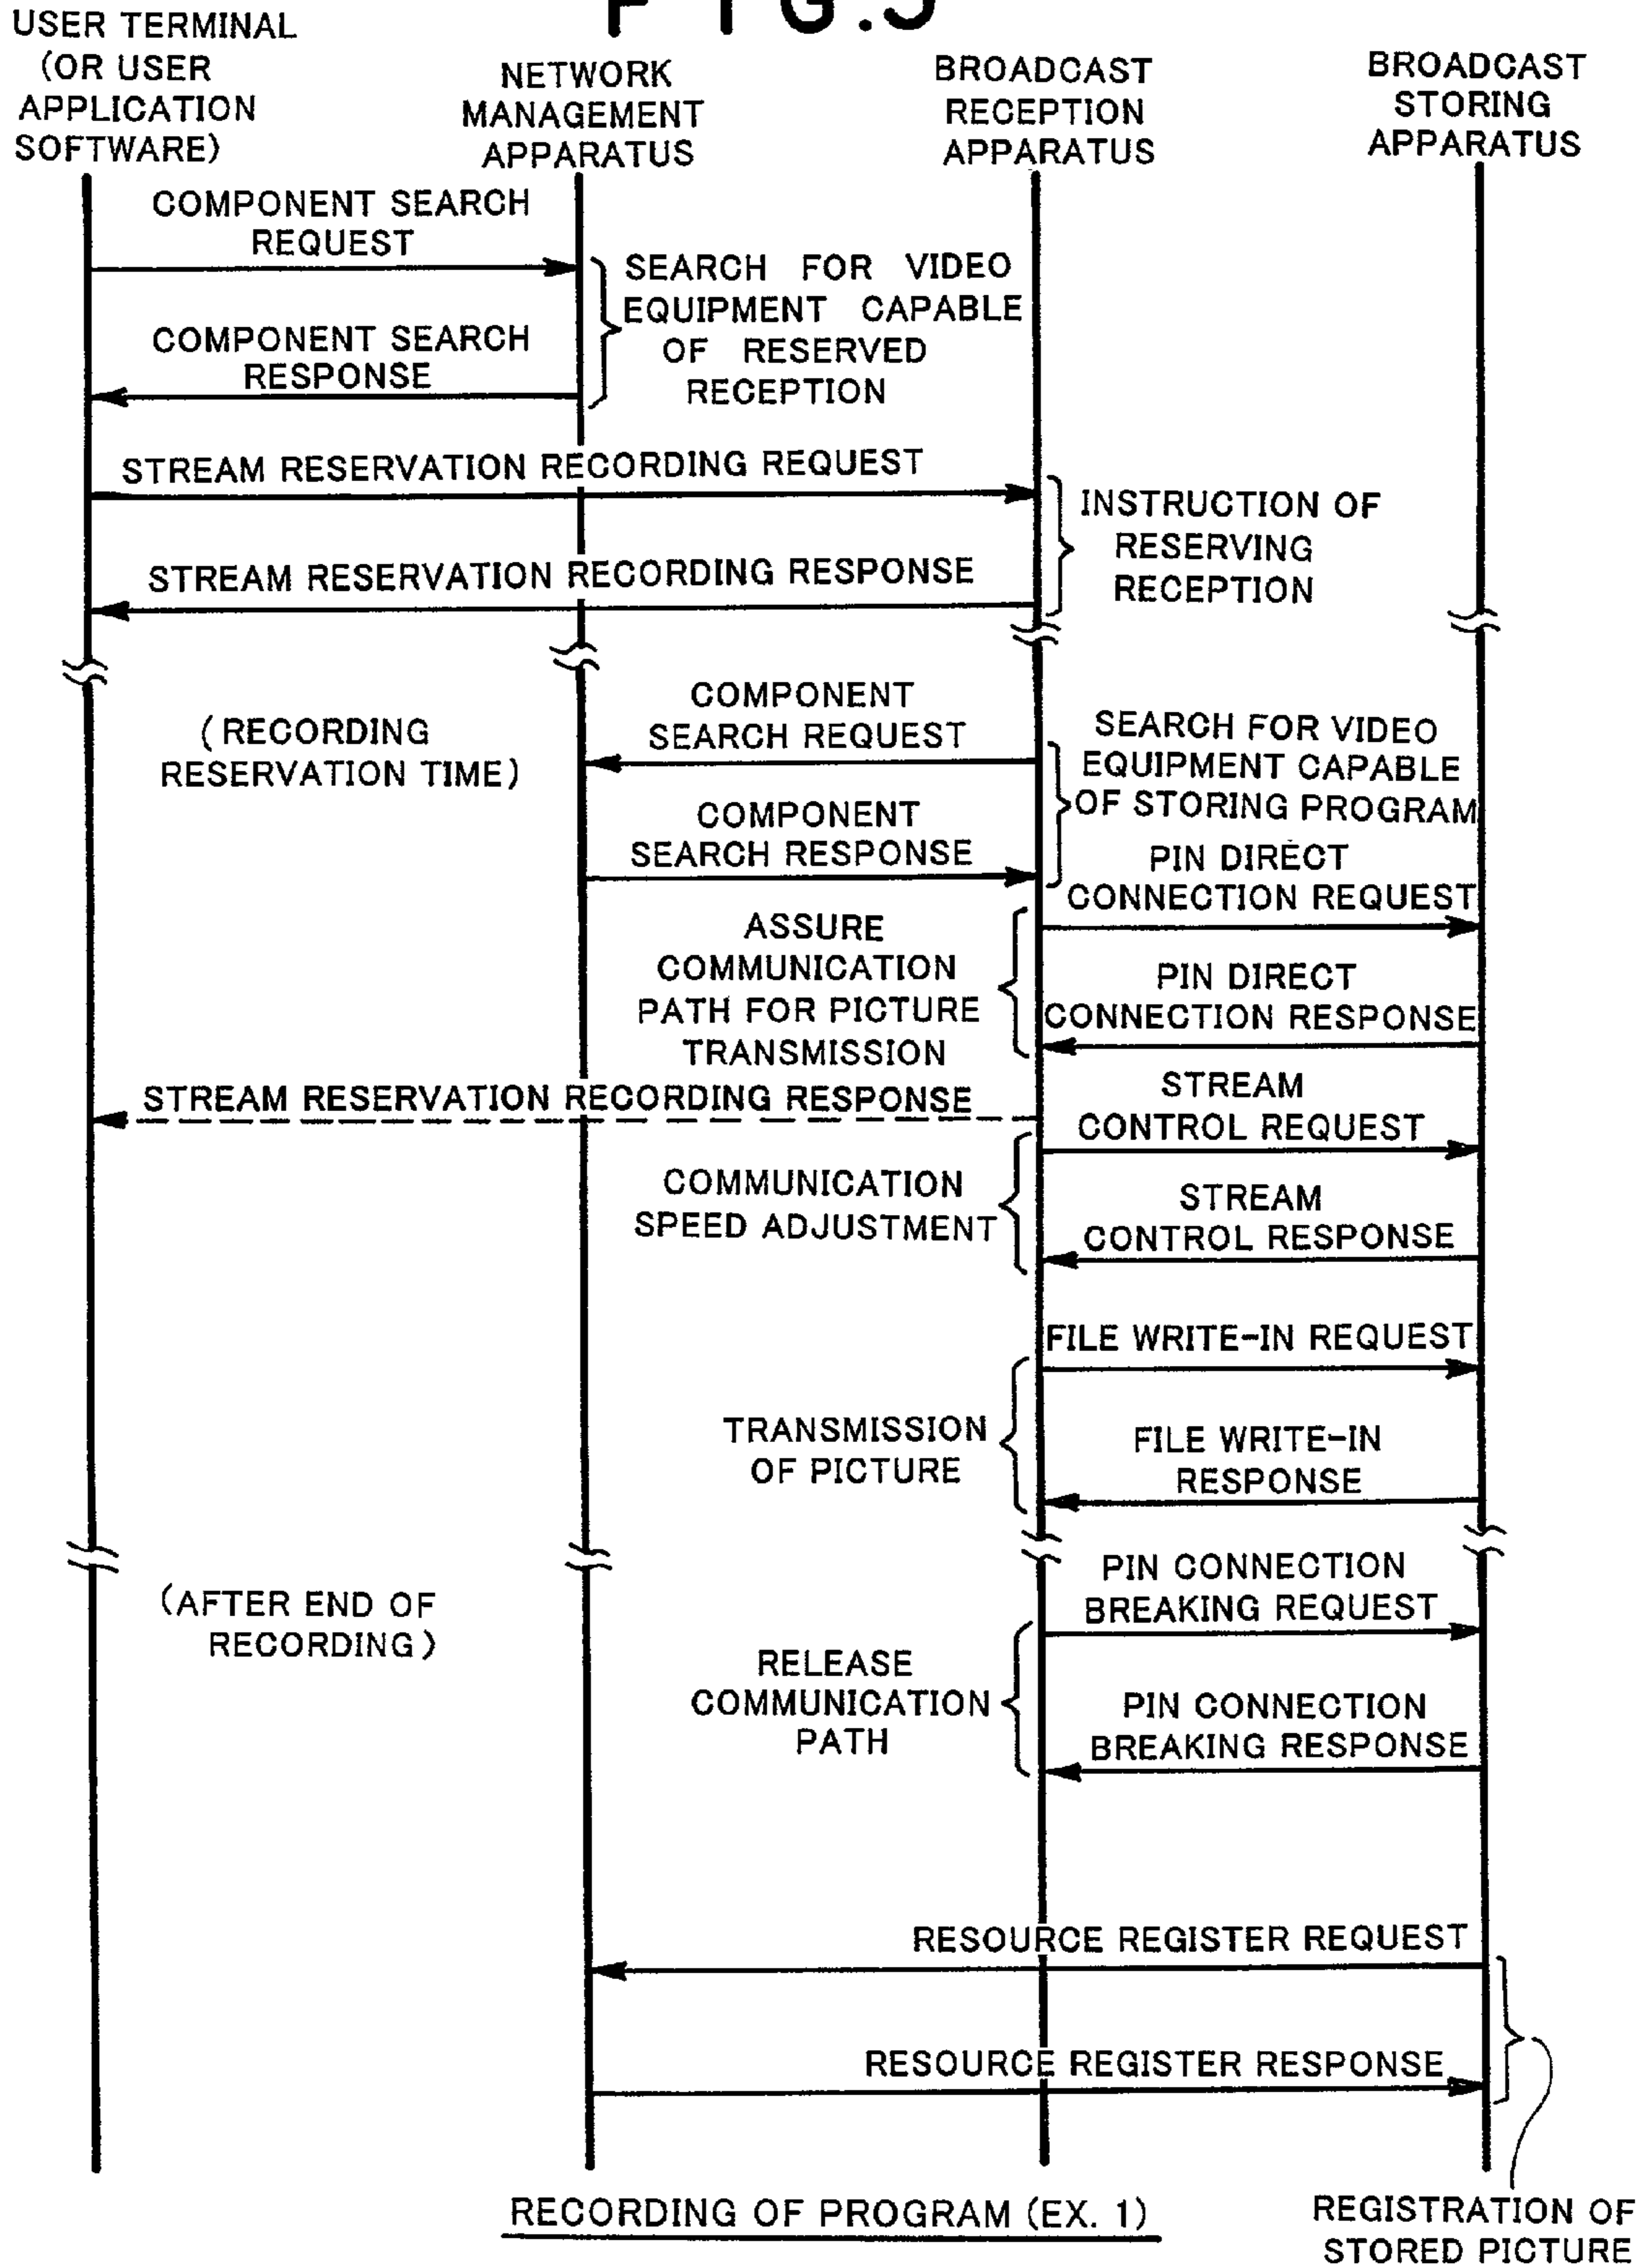 FIG.5
USER TERMINAL
(OR USER
APPLICATION
SOFTWARE)
NETWORK
MANAGEMENT
APPARATUS
BROADCAST
RECEPTION
APPARATUS
BROADCAST
STORING
APPARATUS
COMPONENT SEARCH
REQUEST
SEARCH FOR VIDEO
EQUIPMENT CAPABLE
OF RESERVED
RECEPTION
COMPONENT SEARCH
RESPONSE
STREAM RESERVATION RECORDING REQUEST
INSTRUCTION OF
RESERVING
RECEPTION
STREAM RESERVATION RECORDING RESPONSE
(RECORDING
RESERVATION TIME)
COMPONENT
SEARCH REQUEST
SEARCH FOR VIDEO
EQUIPMENT CAPABLE
OF STORING PROGRAM
COMPONENT
SEARCH RESPONSE
PIN DIRECT
CONNECTION REQUEST
ASSURE
COMMUNICATION
PATH FOR PICTURE
TRANSMISSION
PIN DIRECT
CONNECTION RESPONSE
STREAM RESERVATION RECORDING RESPONSE
STREAM
CONTROL REQUEST
COMMUNICATION
SPEED ADJUSTMENT
STREAM
CONTROL RESPONSE
FILE WRITE-IN REQUEST
TRANSMISSION
OF PICTURE
FILE WRITE-IN
RESPONSE
(AFTER END OF
RECORDING)
PIN CONNECTION
BREAKING REQUEST
RELEASE
COMMUNICATION
PATH
PIN CONNECTION
BREAKING RESPONSE
RESOURCE REGISTER REQUEST
RESOURCE REGISTER RESPONSE
RECORDING OF PROGRAM (EX. 1)
REGISTRATION OF
STORED PICTURE